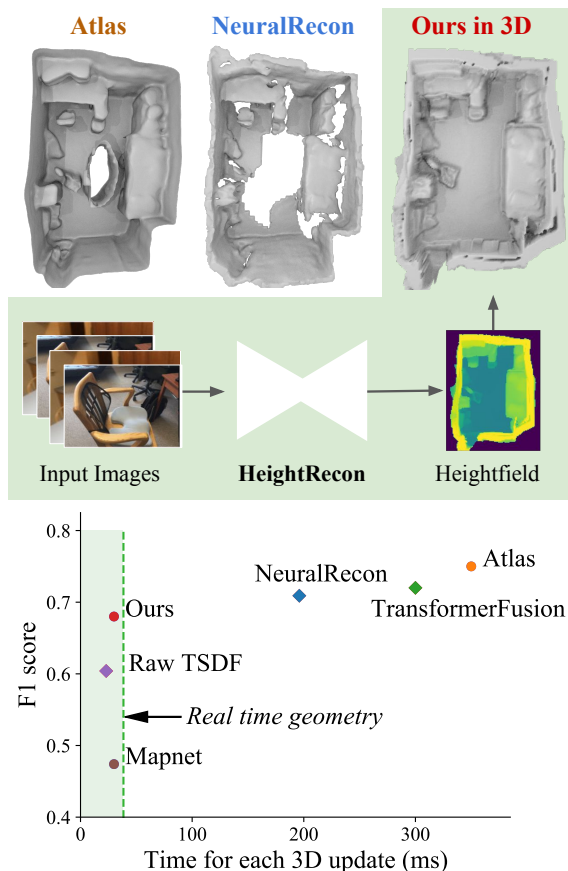 Atlas
NeuralRecon
Ours in 3D
Input Images
HeightRecon
Heightfield
0.8
0.7
0.6
0.5
0.4
F1 score
Atlas
NeuralRecon
TransformerFusion
Ours
Raw TSDF
Real time geometry
Mapnet
0
100
200
300
Time for each 3D update (ms)